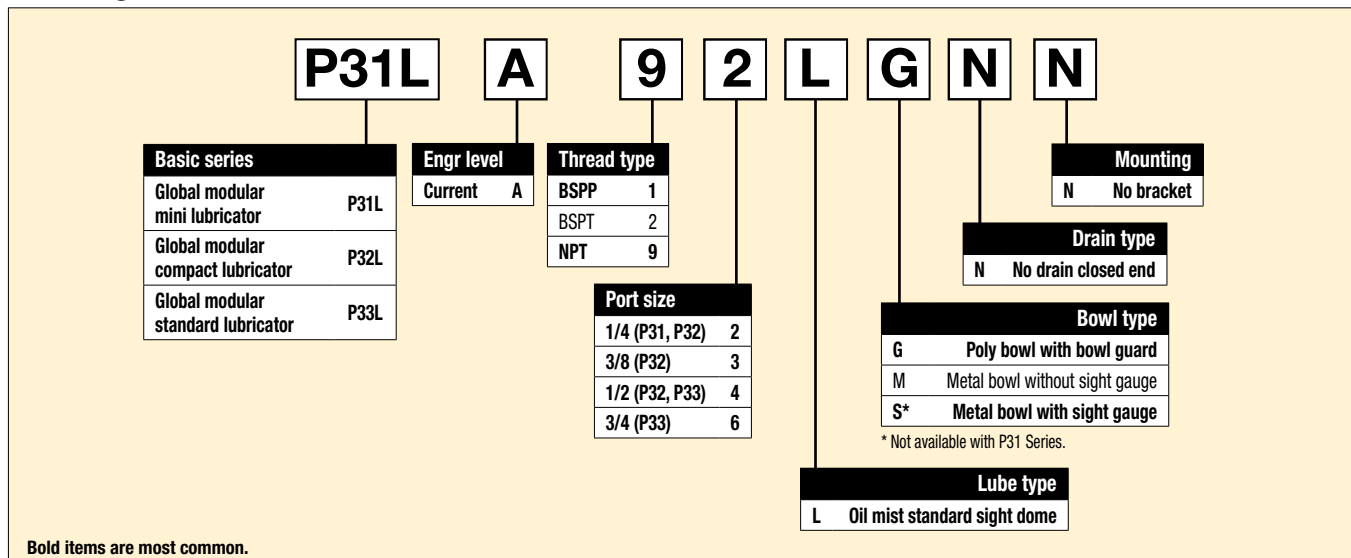 P31L A 9 2 L G N N
Basic series
Global modular
mini lubricator P31L
Global modular
compact lubricator P32L
Global modular
standard lubricator P33L
Engr level
Current A
Thread type
BSPP 1
BSPT 2
NPT 9
Port size
1/4 (P31, P32) 2
3/8 (P32) 3
1/2 (P32, P33) 4
3/4 (P33) 6
Mounting
N No bracket
Drain type
N No drain closed end
Bowl type
G Poly bowl with bowl guard
M Metal bowl without sight gauge
S* Metal bowl with sight gauge
* Not available with P31 Series.
Lube type
L Oil mist standard sight dome
Bold items are most common.